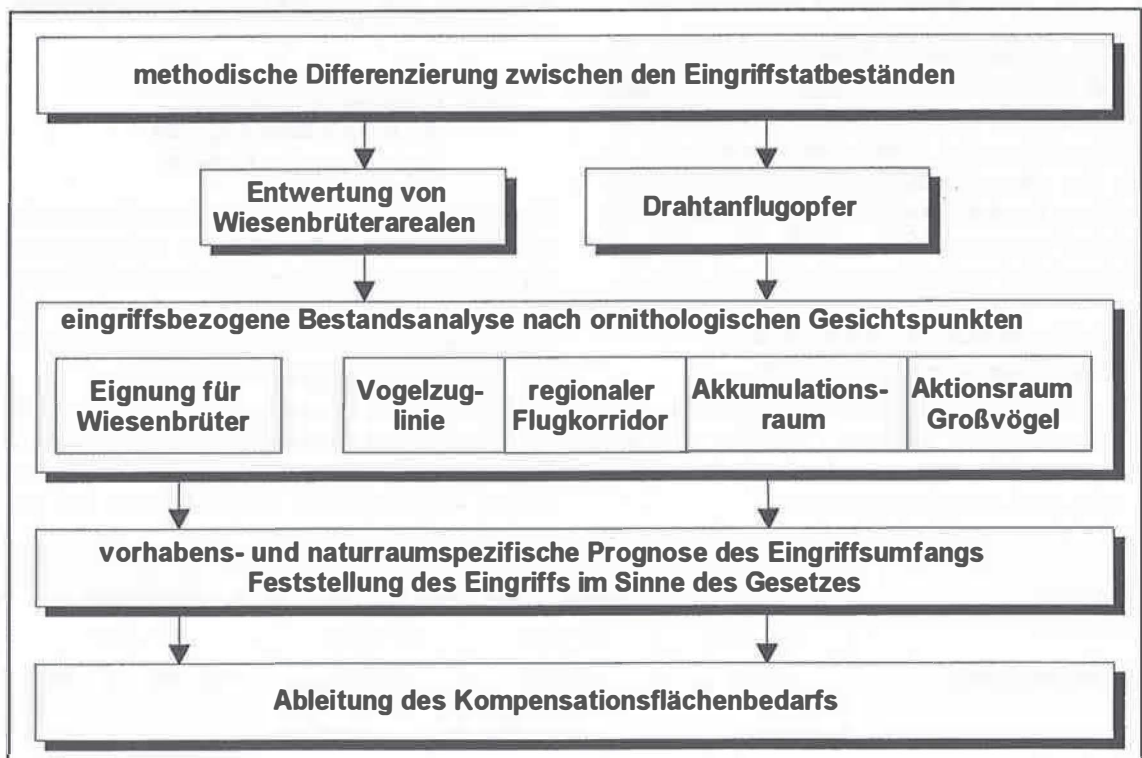 methodische Differenzierung zwischen den Eingriffstatbeständen
Entwertung von
Wiesenbrüterarealen
Drahtanflugopfer
eingriffsbezogene Bestandsanalyse nach ornithologischen Gesichtspunkten
Eignung für
Wiesenbrüter
Vogelzug-
linie
regionaler
Flugkorridor
Akkumulations-
raum
Aktionsraum
Großvögel
vorhabens- und naturraumspezifische Prognose des Eingriffsumfangs
Feststellung des Eingriffs im Sinne des Gesetzes
Ableitung des Kompensationsflächenbedarfs